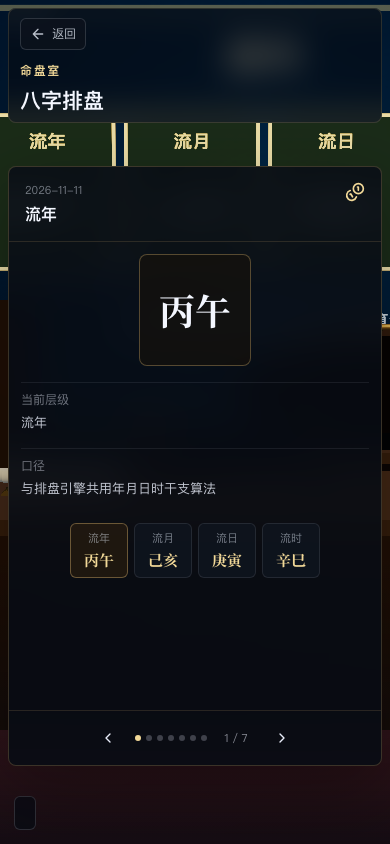 返回
命盘室
八字排盘
流年
流月
流日
2026-11-11
流年
丙午
当前层级
流年
口径
与排盘引擎共用年月日时干支算法
流年
流月
流日
流时
丙午
己亥
庚寅
辛巳
1 / 7